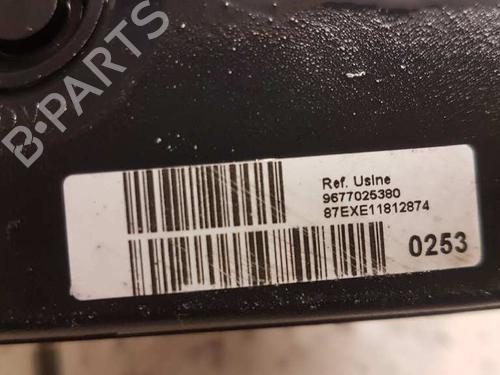 B-PARTS
Ref. Usine
9677025380
87EXE11812874
0253